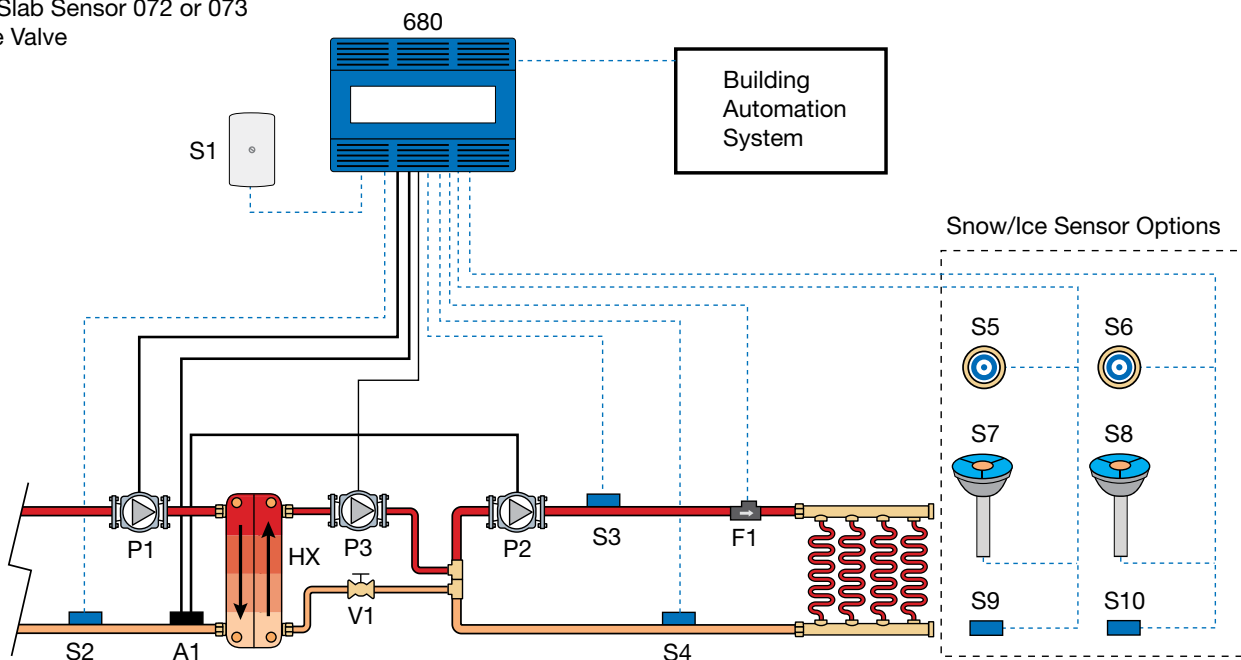 Slab Sensor 072 or 073
Valve
680
Building
Automation
System
S1
Snow/Ice Sensor Options
S5
S6
S7
S8
P1
HX
P3
P2
S3
F1
V1
S9
S10
S2
A1
S4